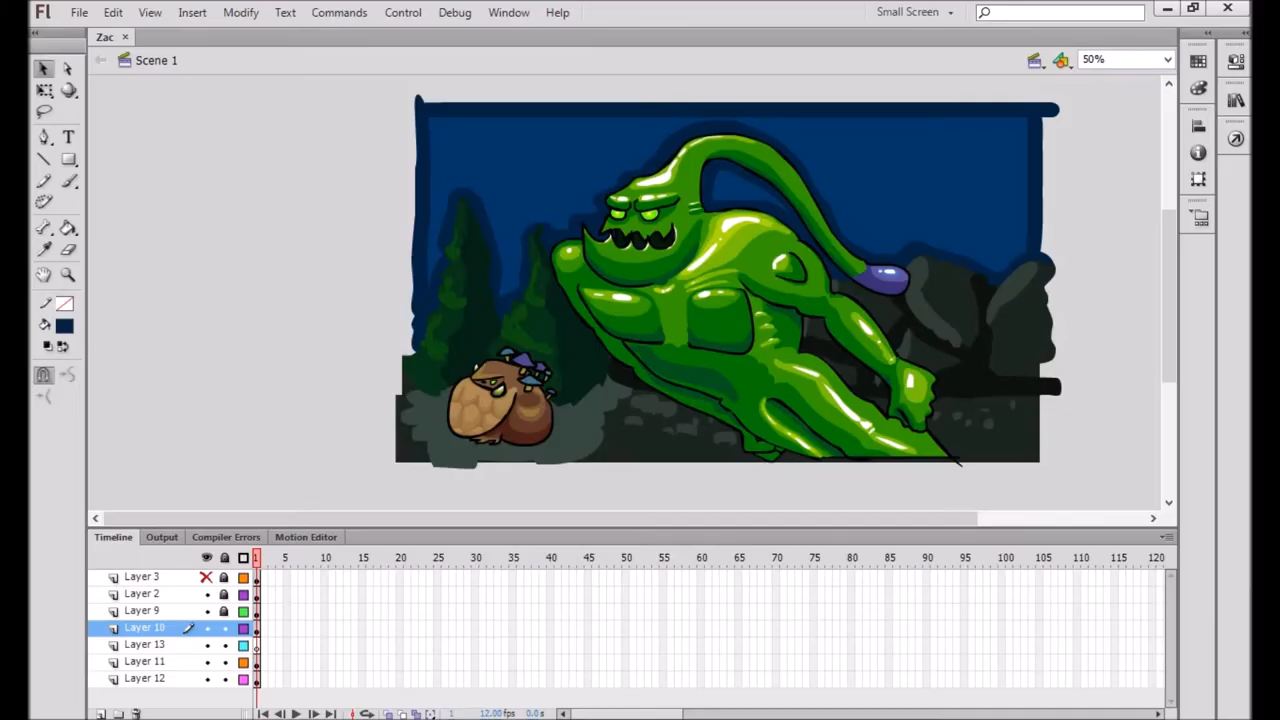 Fl File Edit View Insert Modify Text Commands Control Debug Window Help Small Screen
Zac ×
Scene 1 50%
Timeline Output Compiler Errors Motion Editor
1 5 10 15 20 25 30 35 40 45 50 55 60 65 70 75 80 85 90 95 100 105 110 115 120
Layer 3
Layer 2
Layer 9
Layer 10
Layer 13
Layer 11
Layer 12
1 12.00 fps 0.0 s